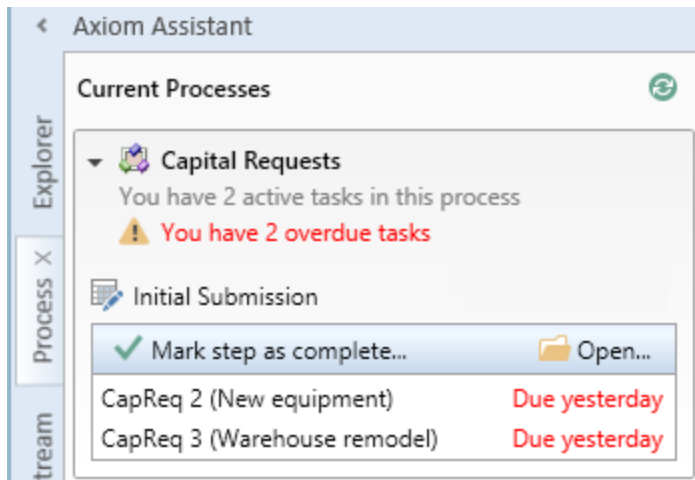 Axiom Assistant
Current Processes
Explorer
Capital Requests
You have 2 active tasks in this process
You have 2 overdue tasks
Process X
Initial Submission
Mark step as complete... Open...
CapReq 2 (New equipment) Due yesterday
CapReq 3 (Warehouse remodel) Due yesterday
tream